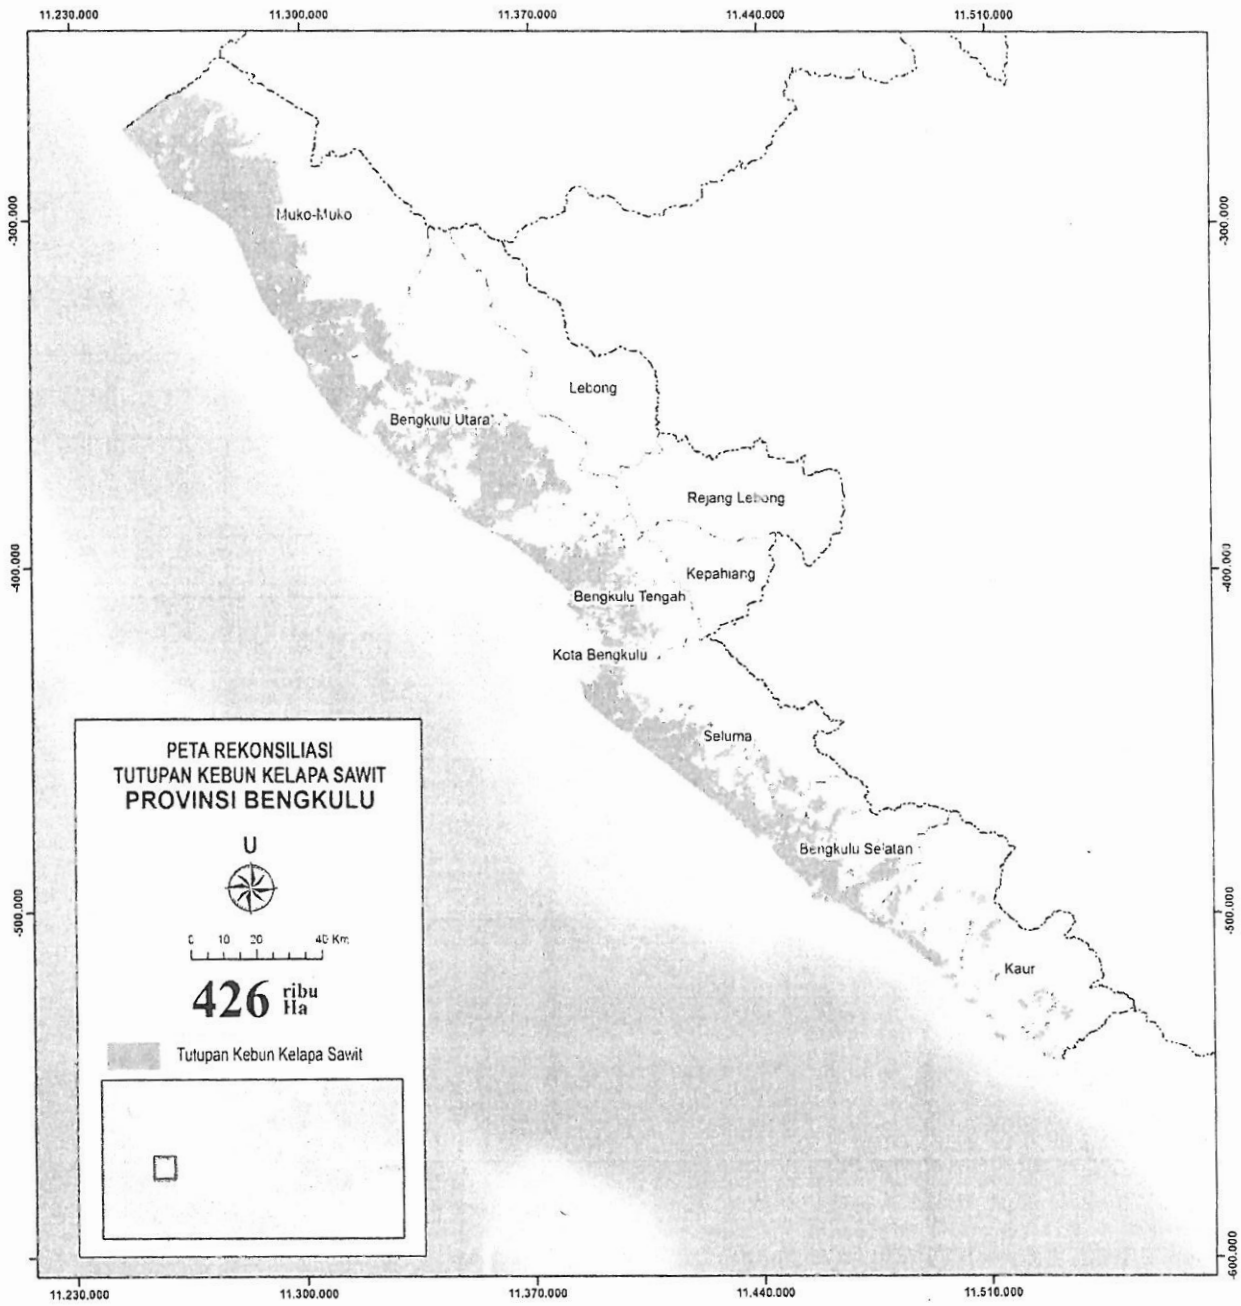 11.230.000
11.300.000
11.370.000
11.440.000
11.510.000
-300.000
-300.000
Muko-Muko
Lebong
Bengkulu Utara
Rejang Lebong
-400.000
-400.000
Kepahiang
Bengkulu Tengah
Kota Bengkulu
Seluma
PETA REKONSILIASI
TUTUPAN KEBUN KELAPA SAWIT
PROVINSI BENGKULU
U
Bengkulu Selatan
-500.000
-500.000
0 10 20 40 Km
Kaur
426 ribu Ha
Tutupan Kebun Kelapa Sawit
-600.000
11.230.000
11.300.000
11.370.000
11.440.000
11.510.000